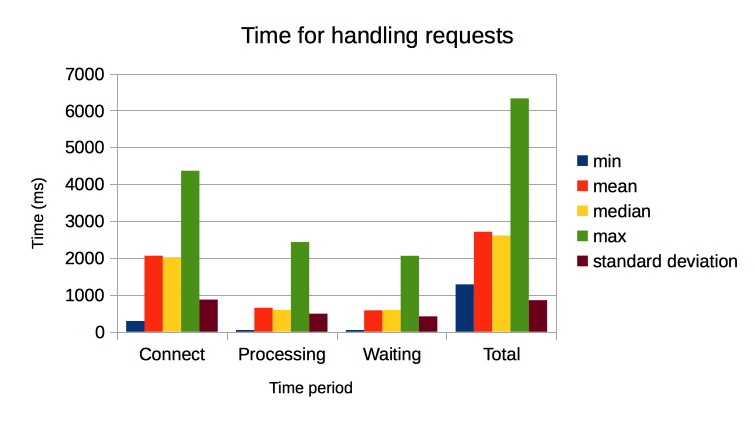 Time for handling requests
7000
6000
5000
4000
3000
2000
1000
0
Time (ms)
Connect Processing Waiting Total
Time period
min
mean
median
max
standard deviation